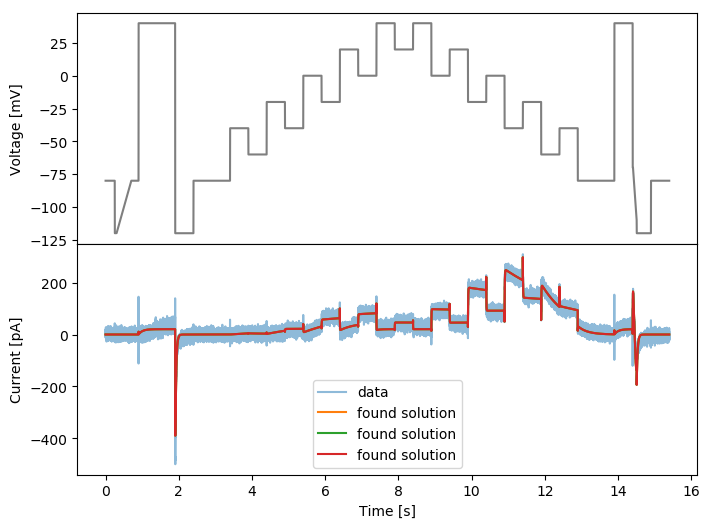 Voltage [mV]
25
0
−25
−50
−75
−100
−125
Current [pA]
200
0
−200
−400
data
found solution
found solution
found solution
0 2 4 6 8 10 12 14 16
Time [s]